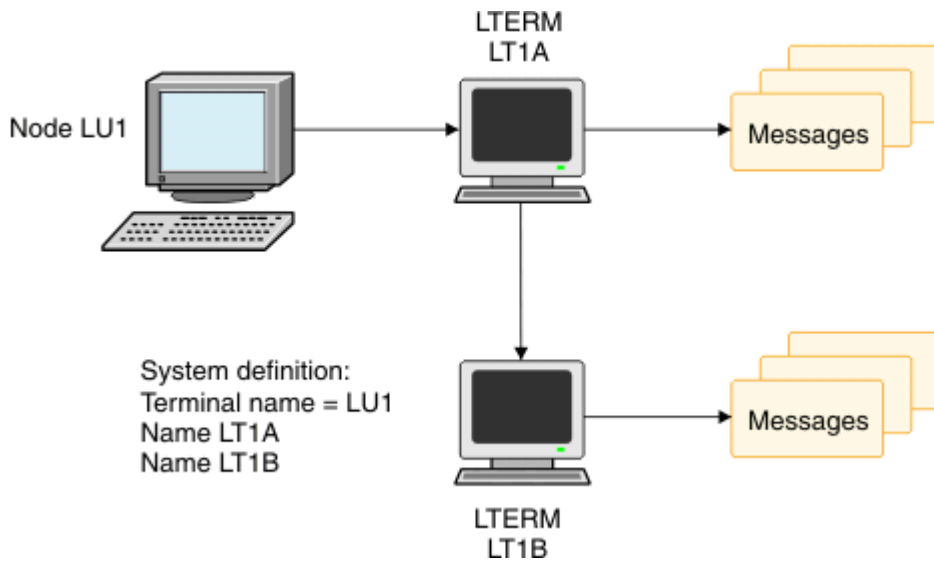 LTERM
LT1A
Node LU1
Messages
System definition:
Terminal name = LU1
Name LT1A
Name LT1B
Messages
LTERM
LT1B